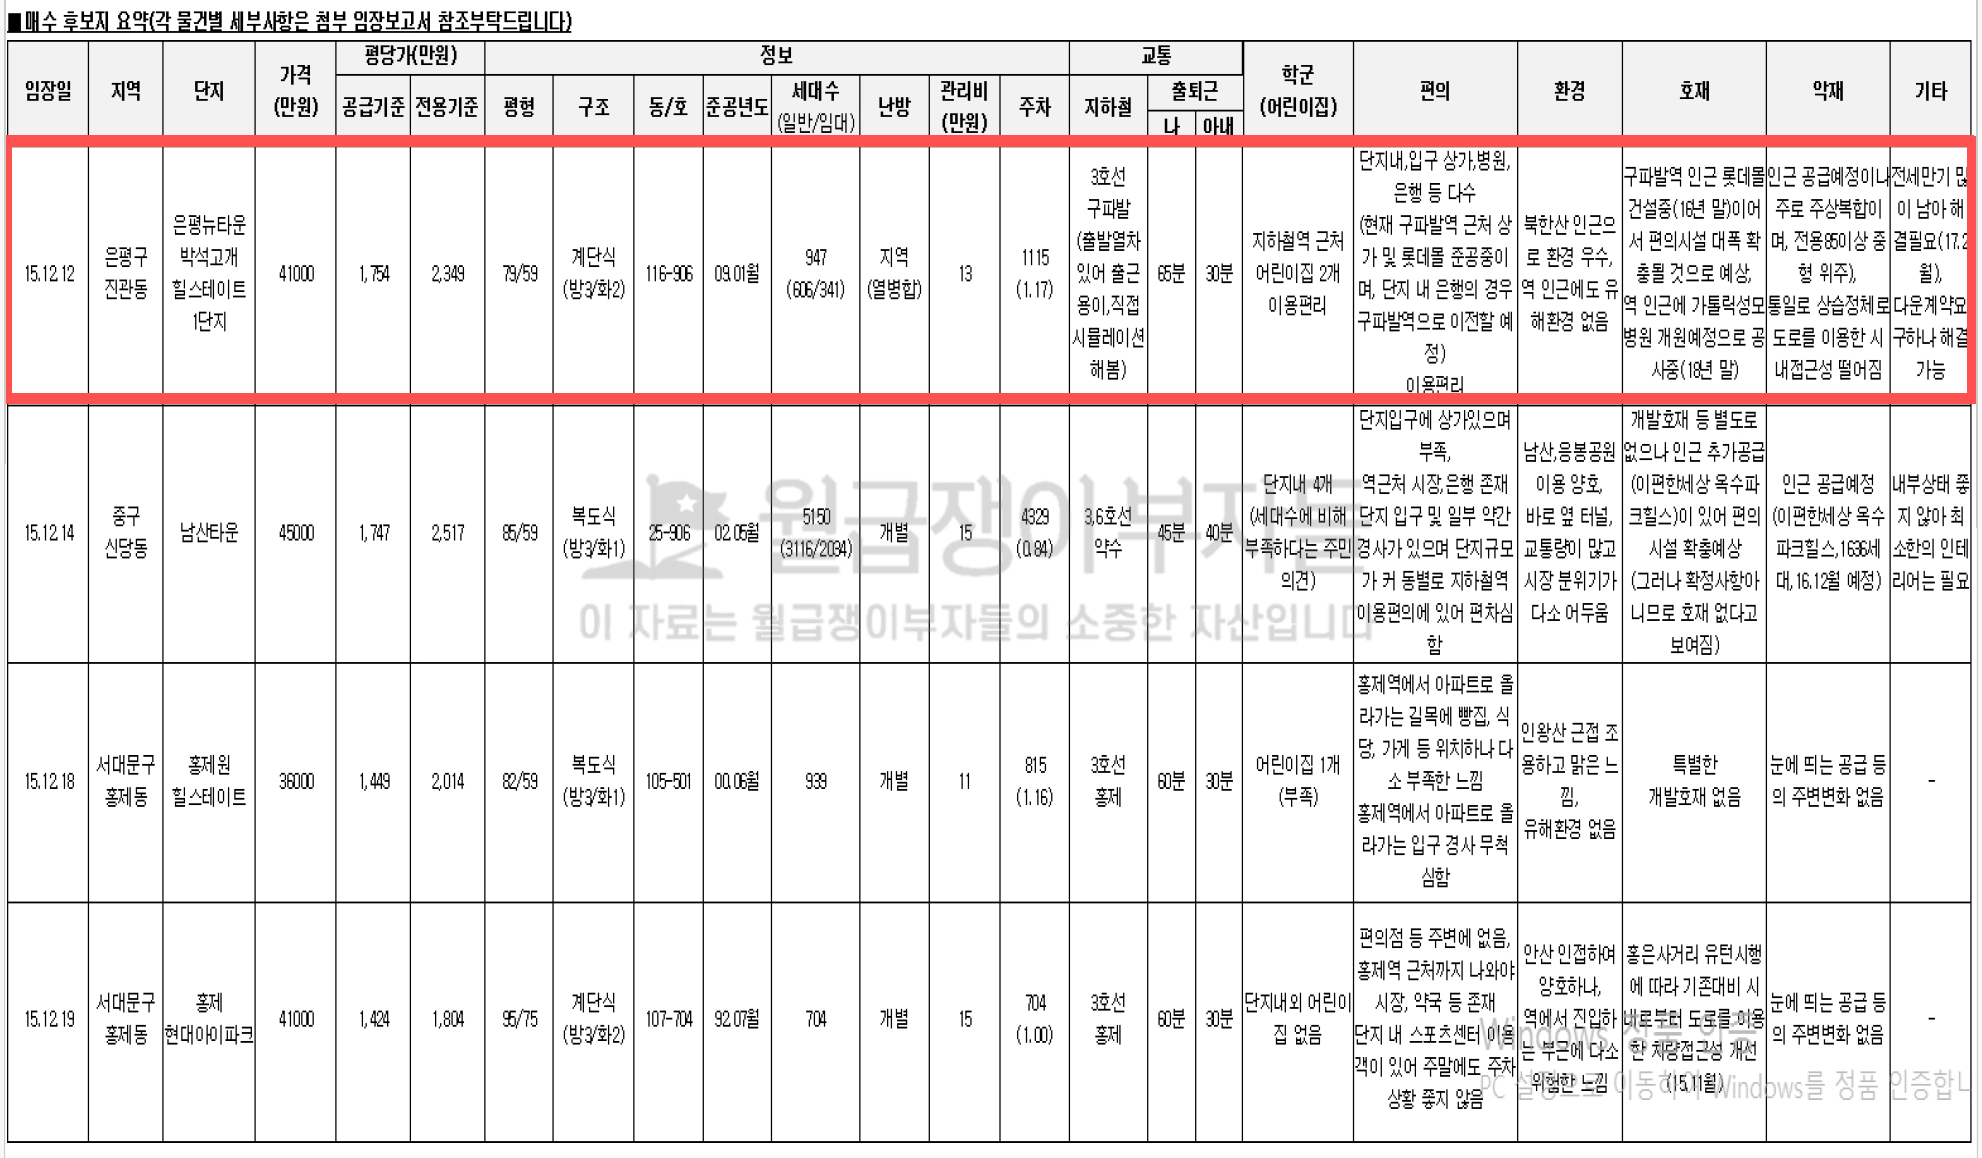 ■매수 후보지 요약(각 물건별 세부사항은 첨부 임장보고서 참조부탁드립니다)
임장일
지역
단지
가격
(만원)
평당가(만원)
공급기준
전용기준
정보
평형
구조
동/호
준공년도
세대수
(일반/임대)
난방
관리비
(만원)
주차
교통
지하철
출퇴근
나
아내
학군
(어린이집)
편의
환경
호재
악재
기타
15.12.12
은평구
진관동
은평뉴타운
박석고개
힐스테이트
1단지
41000
1,754
2,349
79/59
계단식
(방3/화2)
116-906
09.01월
947
(606/341)
지역
(열병합)
13
1115
(1.17)
3호선
구파발
(출발열차
있어 출근
용이,직접
시뮬레이션
해봄)
65분
30분
지하철역 근처
어린이집 2개
이용편리
단지내,입구 상가,병원,
은행 등 다수
(현재 구파발역 근처 상
가 및 롯데몰 준공중이
며, 단지 내 은행의 경우
구파발역으로 이전할 예
정)
이용편리
북한산 인근으
로 환경 우수,
역 인근에도 유
해환경 없음
구파발역 인근 롯데몰
건설중(16년 말)이어
서 편의시설 대폭 확
충될 것으로 예상,
역 인근에 가톨릭성모
병원 개원예정으로 공
사중(18년 말)
인근 공급예정이나
주로 주상복합이
며, 전용85이상 중
형 위주),
통일로 상습정체로
도로를 이용한 시
내접근성 떨어짐
전세만기 많
이 남아 해
결필요(17.2
월),
다운계약요
구하나 해결
가능
15.12.14
중구
신당동
남산타운
45000
1,747
2,517
85/59
복도식
(방3/화1)
25-906
02.05월
5150
(3116/2034)
개별
15
4329
(0.84)
3,6호선
약수
45분
40분
단지내 4개
(세대수에 비해
부족하다는 주민
의견)
단지입구에 상가있으며
부족,
역근처 시장,은행 존재
단지 입구 및 일부 약간
경사가 있으며 단지규모
가 커 동별로 지하철역
이용편의에 있어 편차심
함
남산,응봉공원
이용 양호,
바로 옆 터널,
교통량이 많고
시장 분위기가
다소 어두움
개발호재 등 별도로
없으나 인근 추가공급
(이편한세상 옥수파
크힐스)이 있어 편의
시설 확충예상
(그러나 확정사항아
니므로 호재 없다고
보여짐)
인근 공급예정
(이편한세상 옥수
파크힐스,1636세
대,16.12월 예정)
내부상태 좋
지 않아 최
소한의 인테
리어는 필요
15.12.18
서대문구
홍제동
홍제원
힐스테이트
36000
1,449
2,014
82/59
복도식
(방3/화1)
105-501
00.06월
939
개별
11
815
(1.16)
3호선
홍제
60분
30분
어린이집 1개
(부족)
홍제역에서 아파트로 올
라가는 길목에 빵집, 식
당, 가게 등 위치하나 다
소 부족한 느낌
홍제역에서 아파트로 올
라가는 입구 경사 무척
심함
인왕산 근접 조
용하고 맑은 느
낌,
유해환경 없음
특별한
개발호재 없음
눈에 띄는 공급 등
의 주변변화 없음
-
15.12.19
서대문구
홍제동
홍제
현대아이파크
41000
1,424
1,804
95/75
계단식
(방3/화2)
107-704
92.07월
704
개별
15
704
(1.00)
3호선
홍제
60분
30분
단지내외 어린이
집 없음
편의점 등 주변에 없음,
홍제역 근처까지 나와야
시장, 약국 등 존재
단지 내 스포츠센터 이용
객이 있어 주말에도 주차
상황 좋지 않음
안산 인접하여
양호하나,
역에서 진입하
는 부근에 다소
위험한 느낌
홍은사거리 유턴시행
에 따라 기존대비 시
내로부터 도로를 이용
한 차량접근성 개선
(15.11월)
눈에 띄는 공급 등
의 주변변화 없음
-
월급쟁이부자들
이 자료는 월급쟁이부자들의 소중한 자산입니다
Windows 정품 인증
PC 설정으로 이동하여 Windows를 정품 인증합니